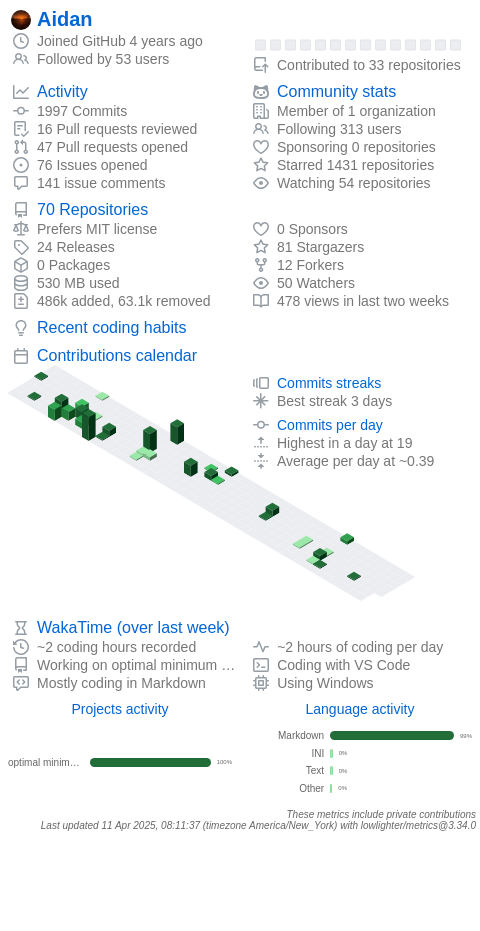 Aidan
Joined GitHub 4 years ago
Followed by 53 users
Contributed to 33 repositories
Activity
1997 Commits
16 Pull requests reviewed
47 Pull requests opened
76 Issues opened
141 issue comments
Community stats
Member of 1 organization
Following 313 users
Sponsoring 0 repositories
Starred 1431 repositories
Watching 54 repositories
70 Repositories
Prefers MIT license
24 Releases
0 Packages
530 MB used
486k added, 63.1k removed
0 Sponsors
81 Stargazers
12 Forkers
50 Watchers
478 views in last two weeks
Recent coding habits
Contributions calendar
Commits streaks
Best streak 3 days
Commits per day
Highest in a day at 19
Average per day at ~0.39
WakaTime (over last week)
~2 coding hours recorded
Working on optimal minimum …
Mostly coding in Markdown
~2 hours of coding per day
Coding with VS Code
Using Windows
Projects activity
optimal minim… 100%
Language activity
Markdown 99%
INI 0%
Text 0%
Other 0%
These metrics include private contributions
Last updated 11 Apr 2025, 08:11:37 (timezone America/New_York) with lowlighter/metrics@3.34.0